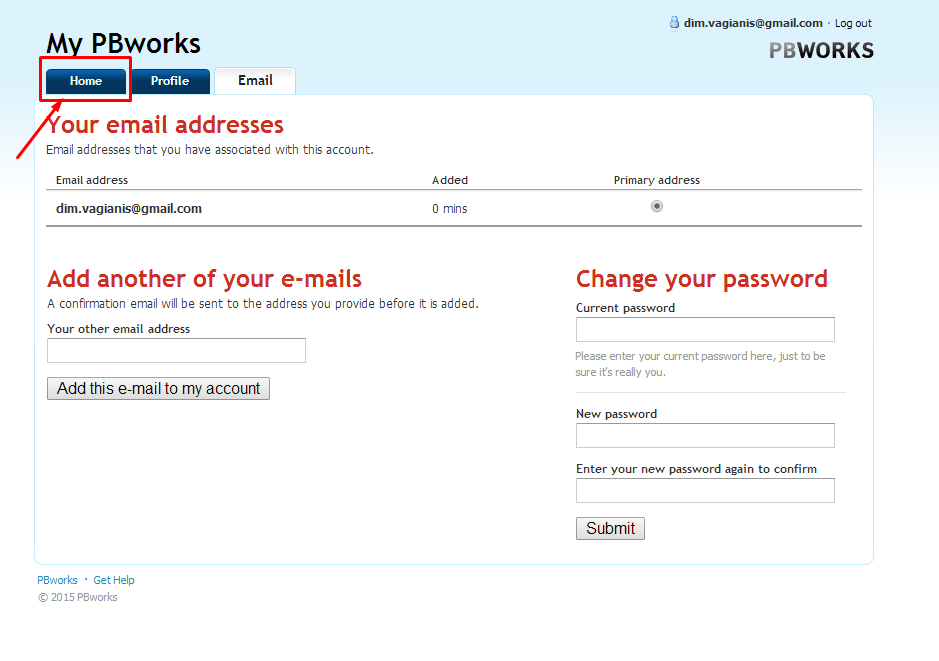 dim.vagianis@gmail.com · Log out
My PBworks
PBWORKS
Home Profile Email
Your email addresses
Email addresses that you have associated with this account.
Email address Added Primary address
dim.vagianis@gmail.com 0 mins
Add another of your e-mails
A confirmation email will be sent to the address you provide before it is added.
Your other email address
Add this e-mail to my account
Change your password
Current password
Please enter your current password here, just to be
sure it's really you.
New password
Enter your new password again to confirm
Submit
PBworks · Get Help
© 2015 PBworks